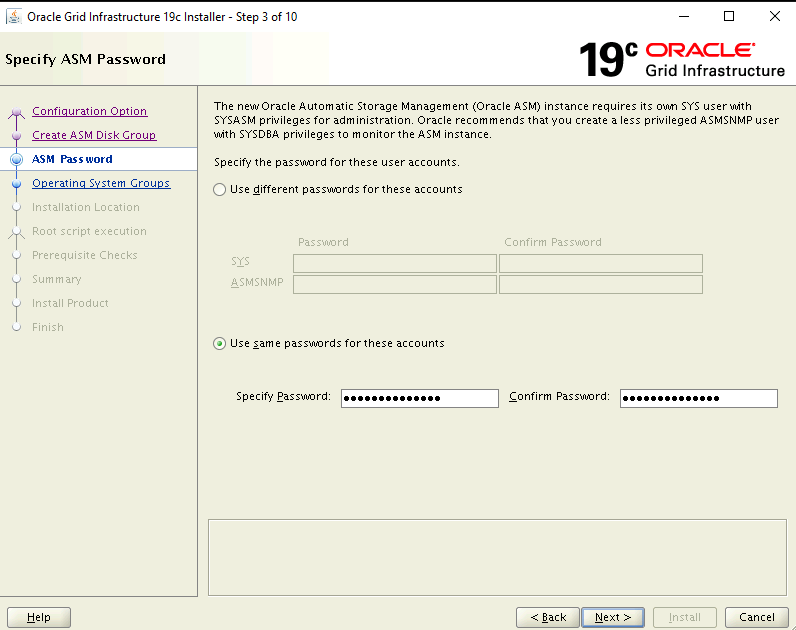 Oracle Grid Infrastructure 19c Installer - Step 3 of 10
Specify ASM Password
19c ORACLE
Grid Infrastructure
Configuration Option
Create ASM Disk Group
ASM Password
Operating System Groups
Installation Location
Root script execution
Prerequisite Checks
Summary
Install Product
Finish
The new Oracle Automatic Storage Management (Oracle ASM) instance requires its own SYS user with
SYSASM privileges for administration. Oracle recommends that you create a less privileged ASMSNMP user
with SYSDBA privileges to monitor the ASM instance.
Specify the password for these user accounts.
Use different passwords for these accounts
Password Confirm Password
SYS
ASMSNMP
Use same passwords for these accounts
Specify Password: •••••••••••••• Confirm Password: ••••••••••••••
Help < Back Next > Install Cancel